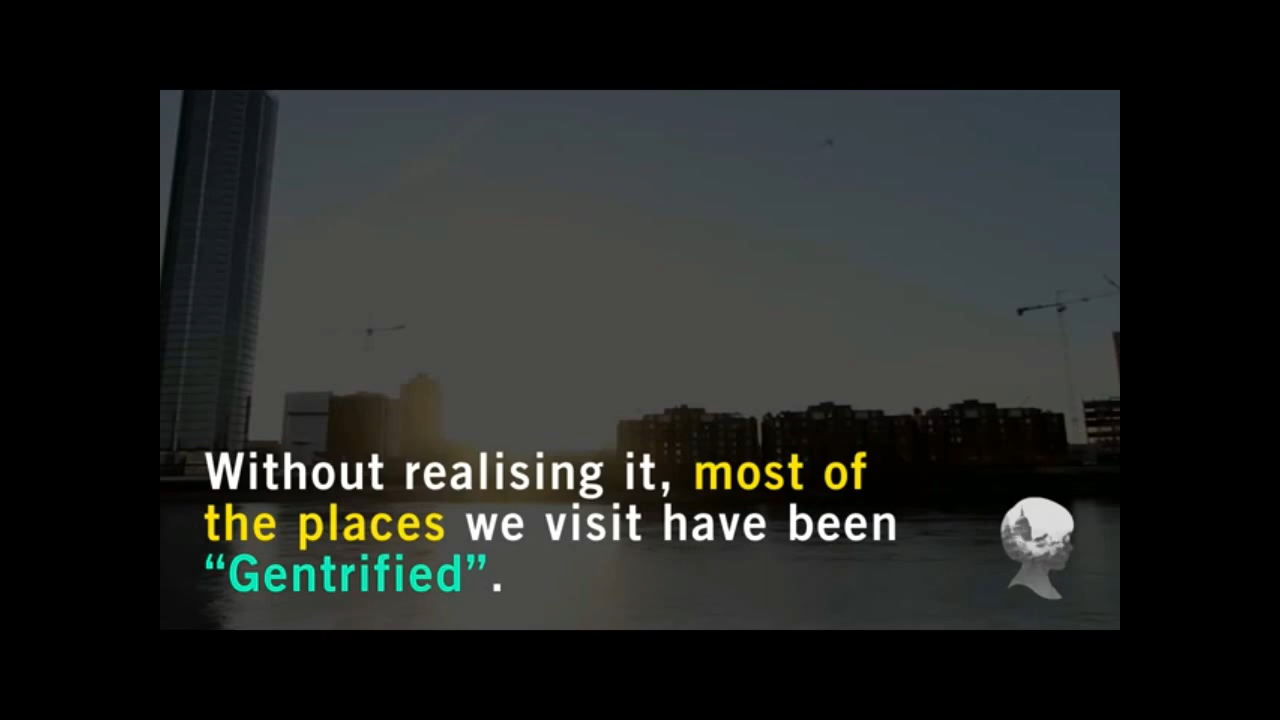 Without realising it, most of
the places we visit have been
“Gentrified”.